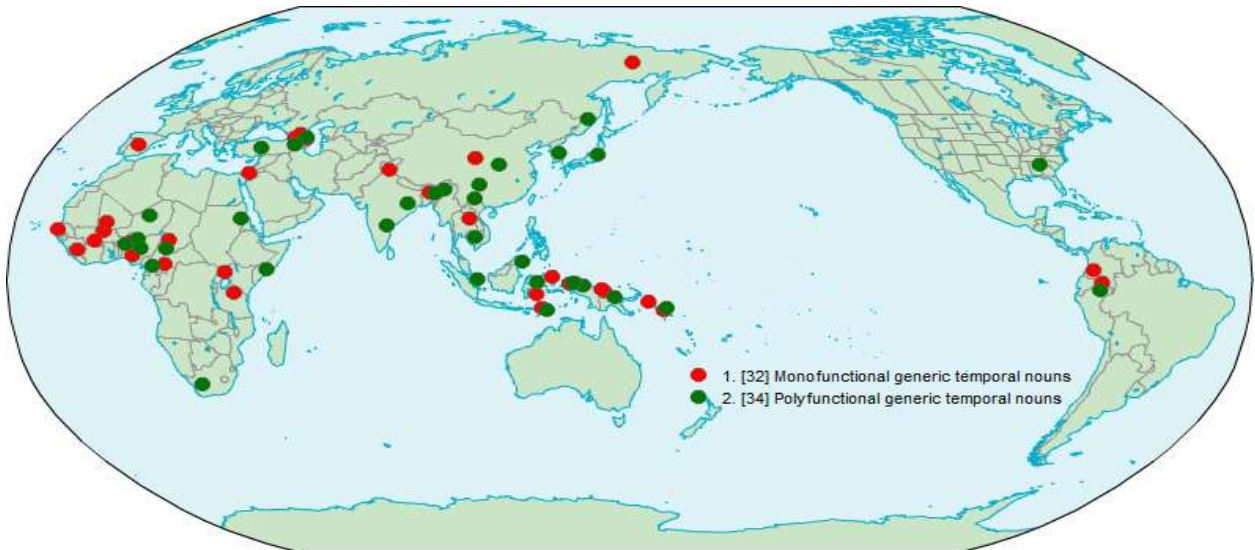 1. [32] Monofunctional generic temporal nouns
2. [34] Polyfunctional generic temporal nouns